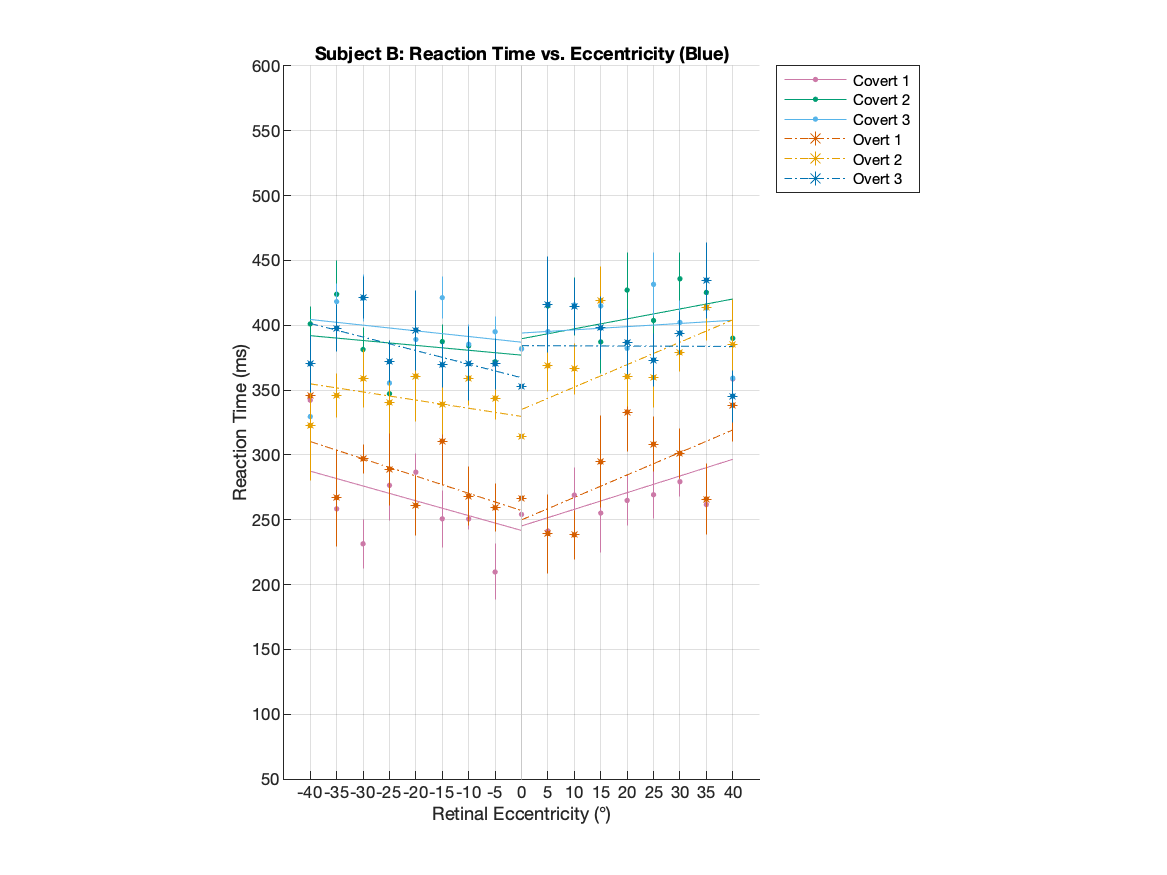 Subject B: Reaction Time vs. Eccentricity (Blue)
600
550
500
450
400
350
300
250
200
150
100
50
Reaction Time (ms)
-40 -35 -30 -25 -20 -15 -10 -5 0 5 10 15 20 25 30 35 40
Retinal Eccentricity (°)
Covert 1
Covert 2
Covert 3
Overt 1
Overt 2
Overt 3